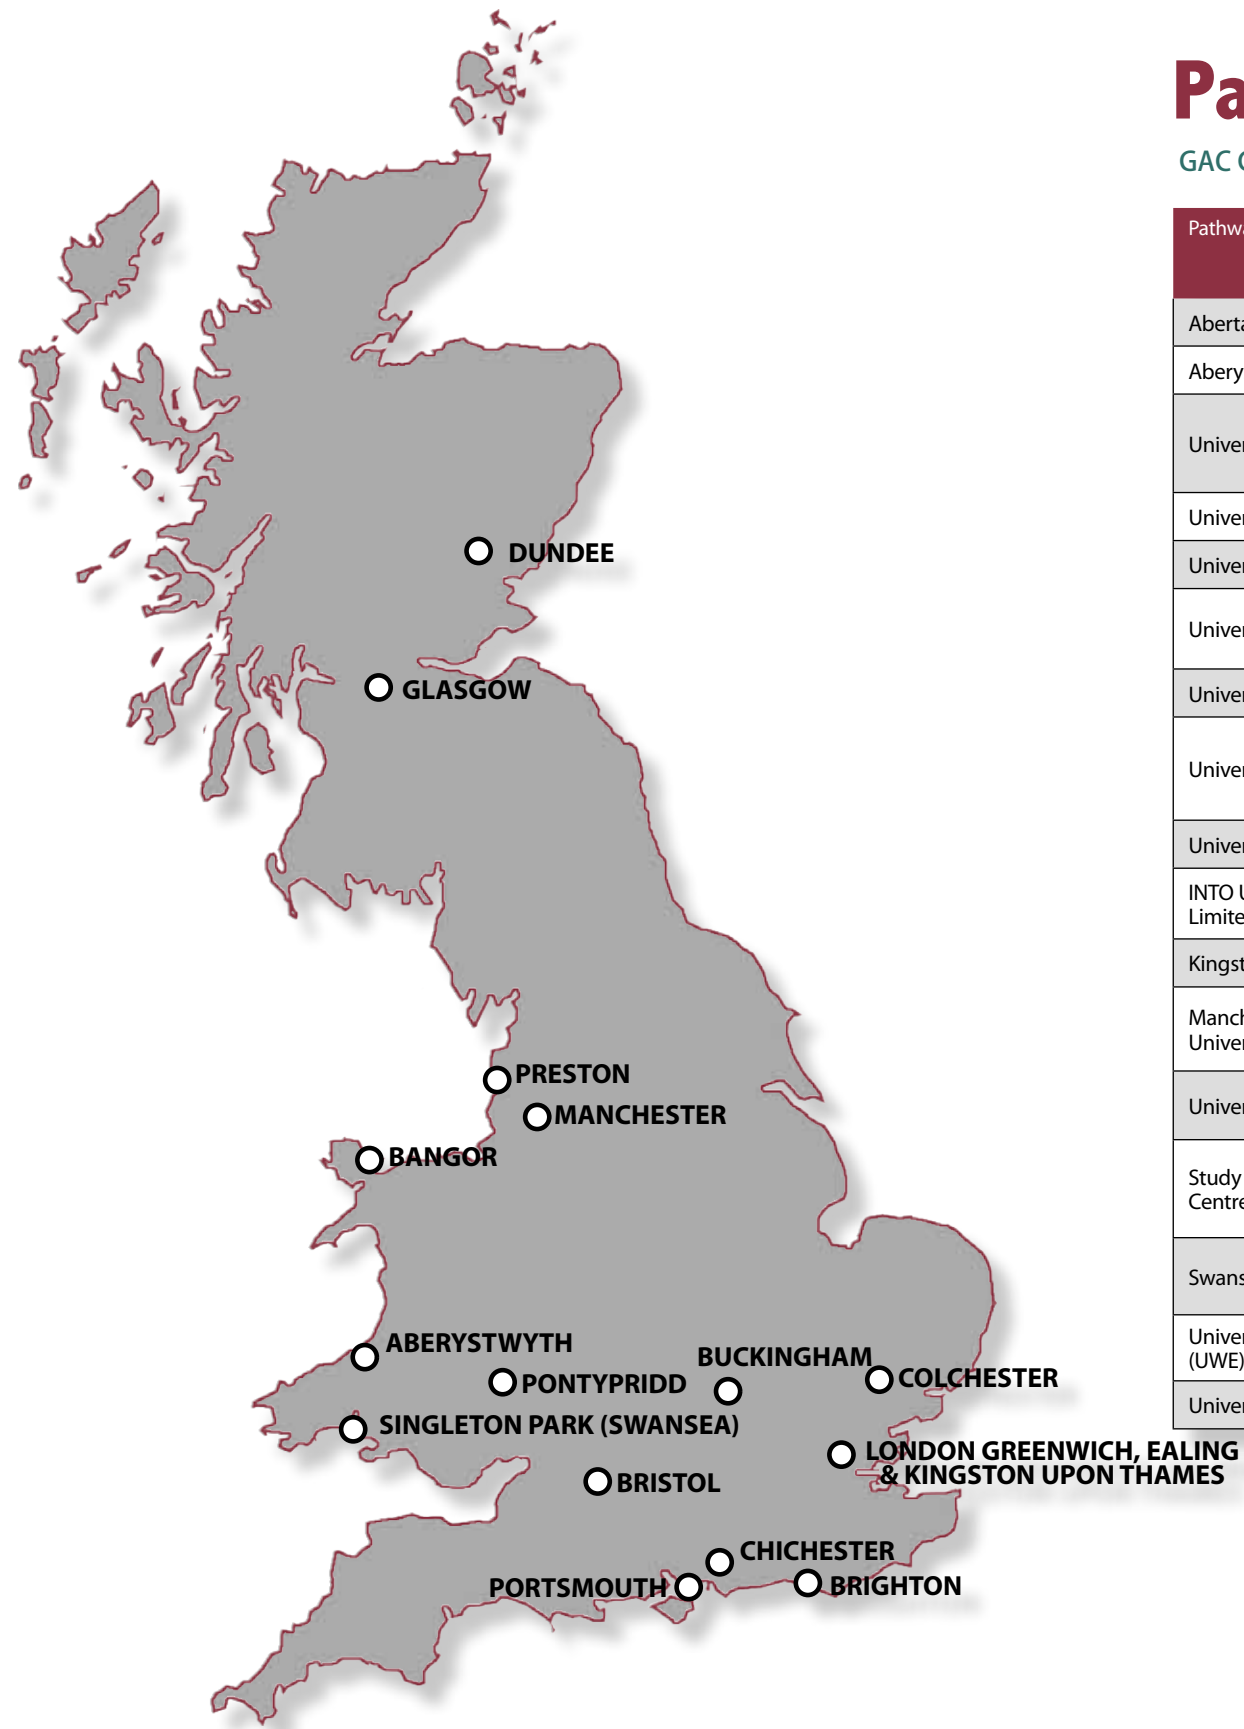 Pa
GAC
Pathwa
Aberta
Abery
Univer
Univer
Univer
Univer
Univer
Univer
Univer
INTO U
Limite
Kingst
Manch
Univer
Univer
Study
Centre
Swans
Univer
(UWE)
Univer
DUNDEE
GLASGOW
PRESTON
MANCHESTER
BANGOR
ABERYSTWYTH
BUCKINGHAM
PONTYPRIDD
COLCHESTER
SINGLETON PARK (SWANSEA)
LONDON GREENWICH, EALING
& KINGSTON UPON THAMES
BRISTOL
CHICHESTER
PORTSMOUTH
BRIGHTON